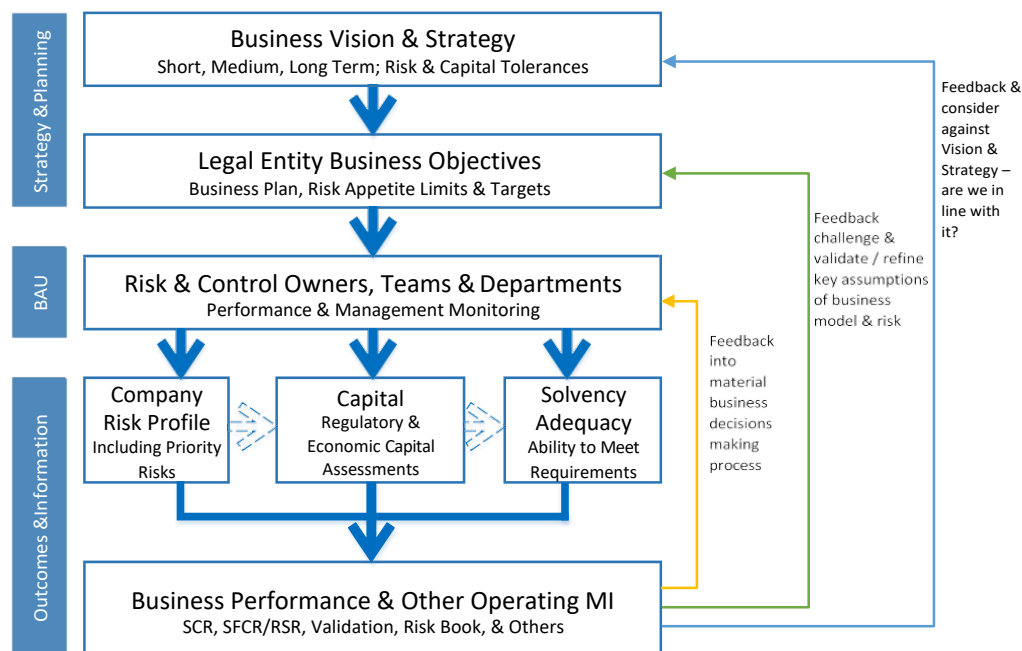 Strategy &Planning
Business Vision & Strategy
Short, Medium, Long Term; Risk & Capital Tolerances
Legal Entity Business Objectives
Business Plan, Risk Appetite Limits & Targets
BAU
Risk & Control Owners, Teams & Departments
Performance & Management Monitoring
Outcomes &Information
Company
Risk Profile
Including Priority
Risks
Capital
Regulatory &
Economic Capital
Assessments
Solvency
Adequacy
Ability to Meet
Requirements
Business Performance & Other Operating MI
SCR, SFCR/RSR, Validation, Risk Book, & Others
Feedback
into
material
business
decisions
making
process
Feedback
challenge &
validate / refine
key assumptions
of business
model & risk
Feedback &
consider
against
Vision &
Strategy –
are we in
line with
it?